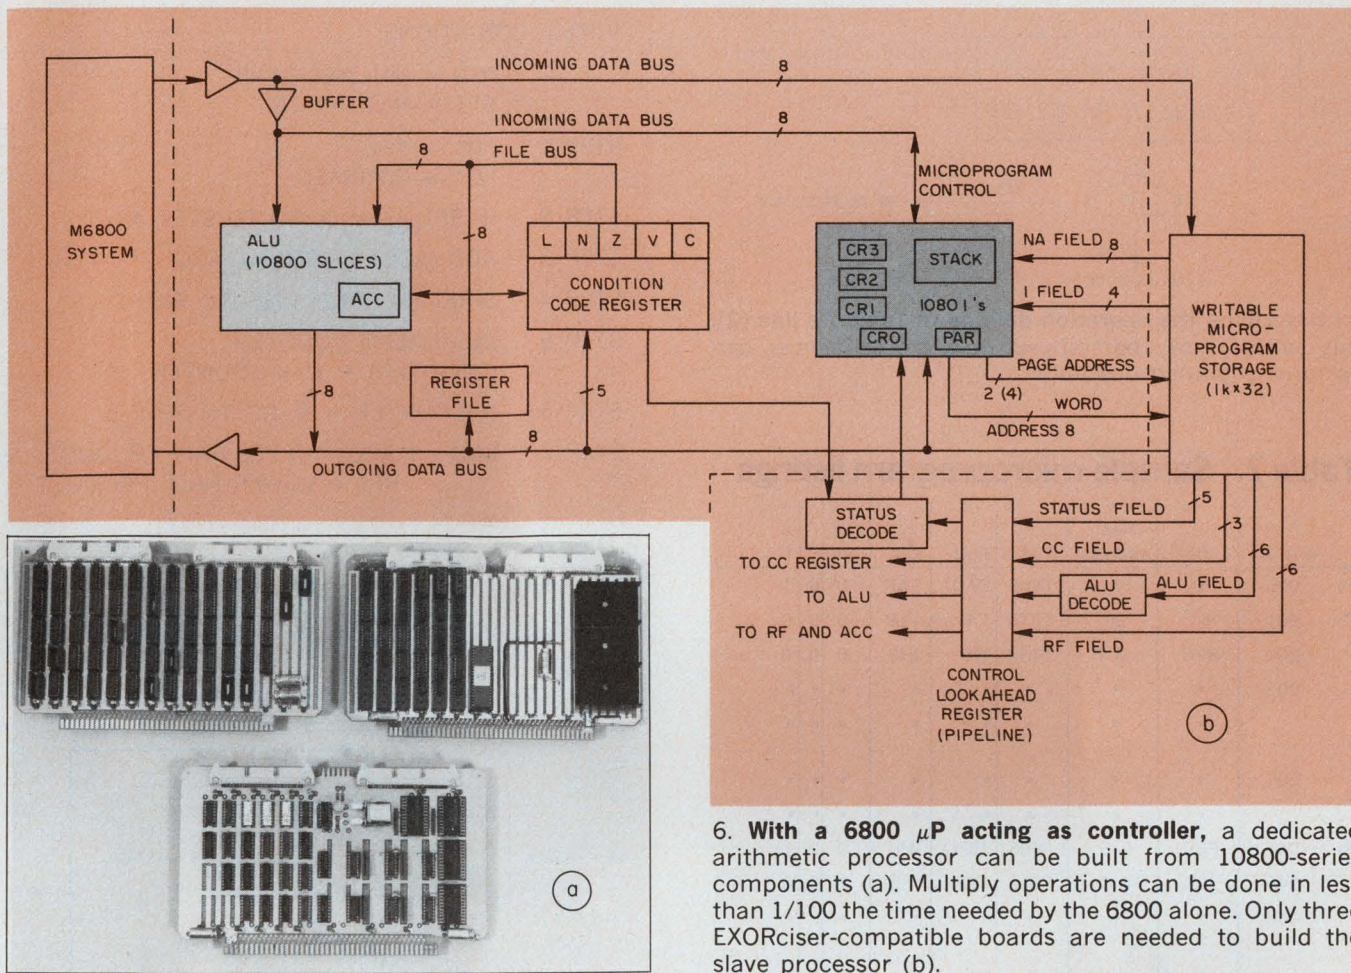 INCOMING DATA BUS
8
BUFFER
INCOMING DATA BUS
8
8
FILE BUS
MICROPROGRAM
CONTROL
M6800
SYSTEM
ALU
(10800 SLICES)
ACC
8
L N Z V C
CONDITION
CODE REGISTER
CR3
CR2
CR1
CR0
STACK
10801's
PAR
NA FIELD
8
I FIELD
4
WRITABLE
MICRO-
PROGRAM
STORAGE
(1k×32)
REGISTER
FILE
8
5
PAGE ADDRESS
2 (4)
WORD
ADDRESS 8
8
OUTGOING DATA BUS
STATUS
DECODE
STATUS FIELD
5
TO CC REGISTER
CC FIELD
3
TO ALU
ALU
DECODE
ALU FIELD
6
6
TO RF AND ACC
RF FIELD
CONTROL
LOOKAHEAD
REGISTER
(PIPELINE)
b
a
6. With a 6800 μP acting as controller, a dedicated
arithmetic processor can be built from 10800-serie
components (a). Multiply operations can be done in les
than 1/100 the time needed by the 6800 alone. Only three
EXORciser-compatible boards are needed to build the
slave processor (b).